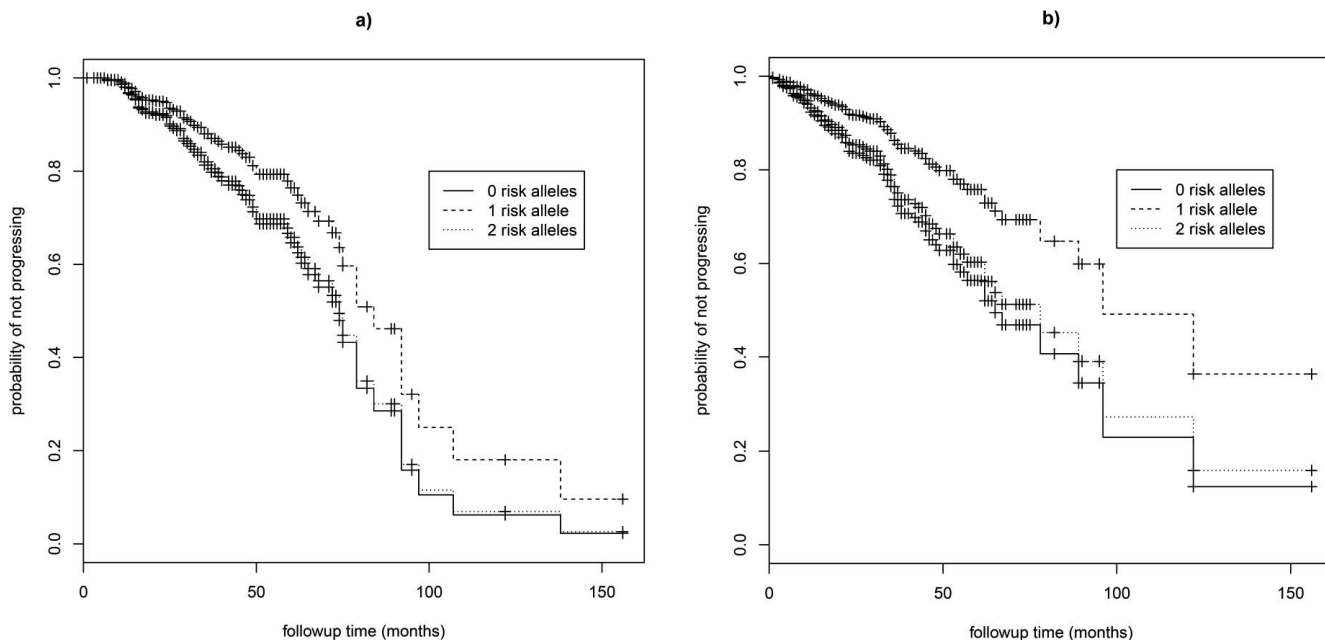 a)
probability of not progressing
1.0
0.8
0.6
0.4
0.2
0.0
0 risk alleles
1 risk allele
2 risk alleles
0
50
100
150
followup time (months)
b)
probability of not progressing
1.0
0.8
0.6
0.4
0.2
0.0
0 risk alleles
1 risk allele
2 risk alleles
0
50
100
150
followup time (months)